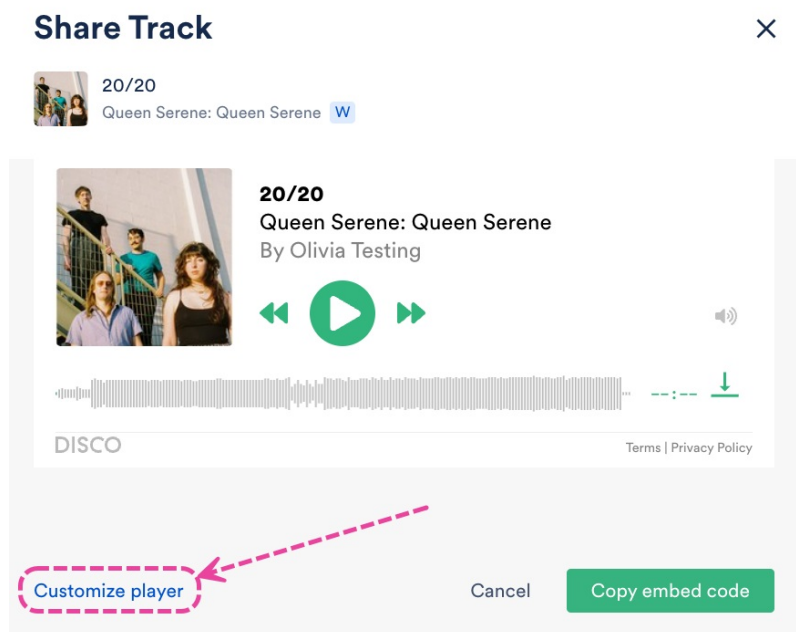 Share Track
20/20
Queen Serene: Queen Serene W
20/20
Queen Serene: Queen Serene
By Olivia Testing
--:--
DISCO
Terms | Privacy Policy
Customize player
Cancel
Copy embed code